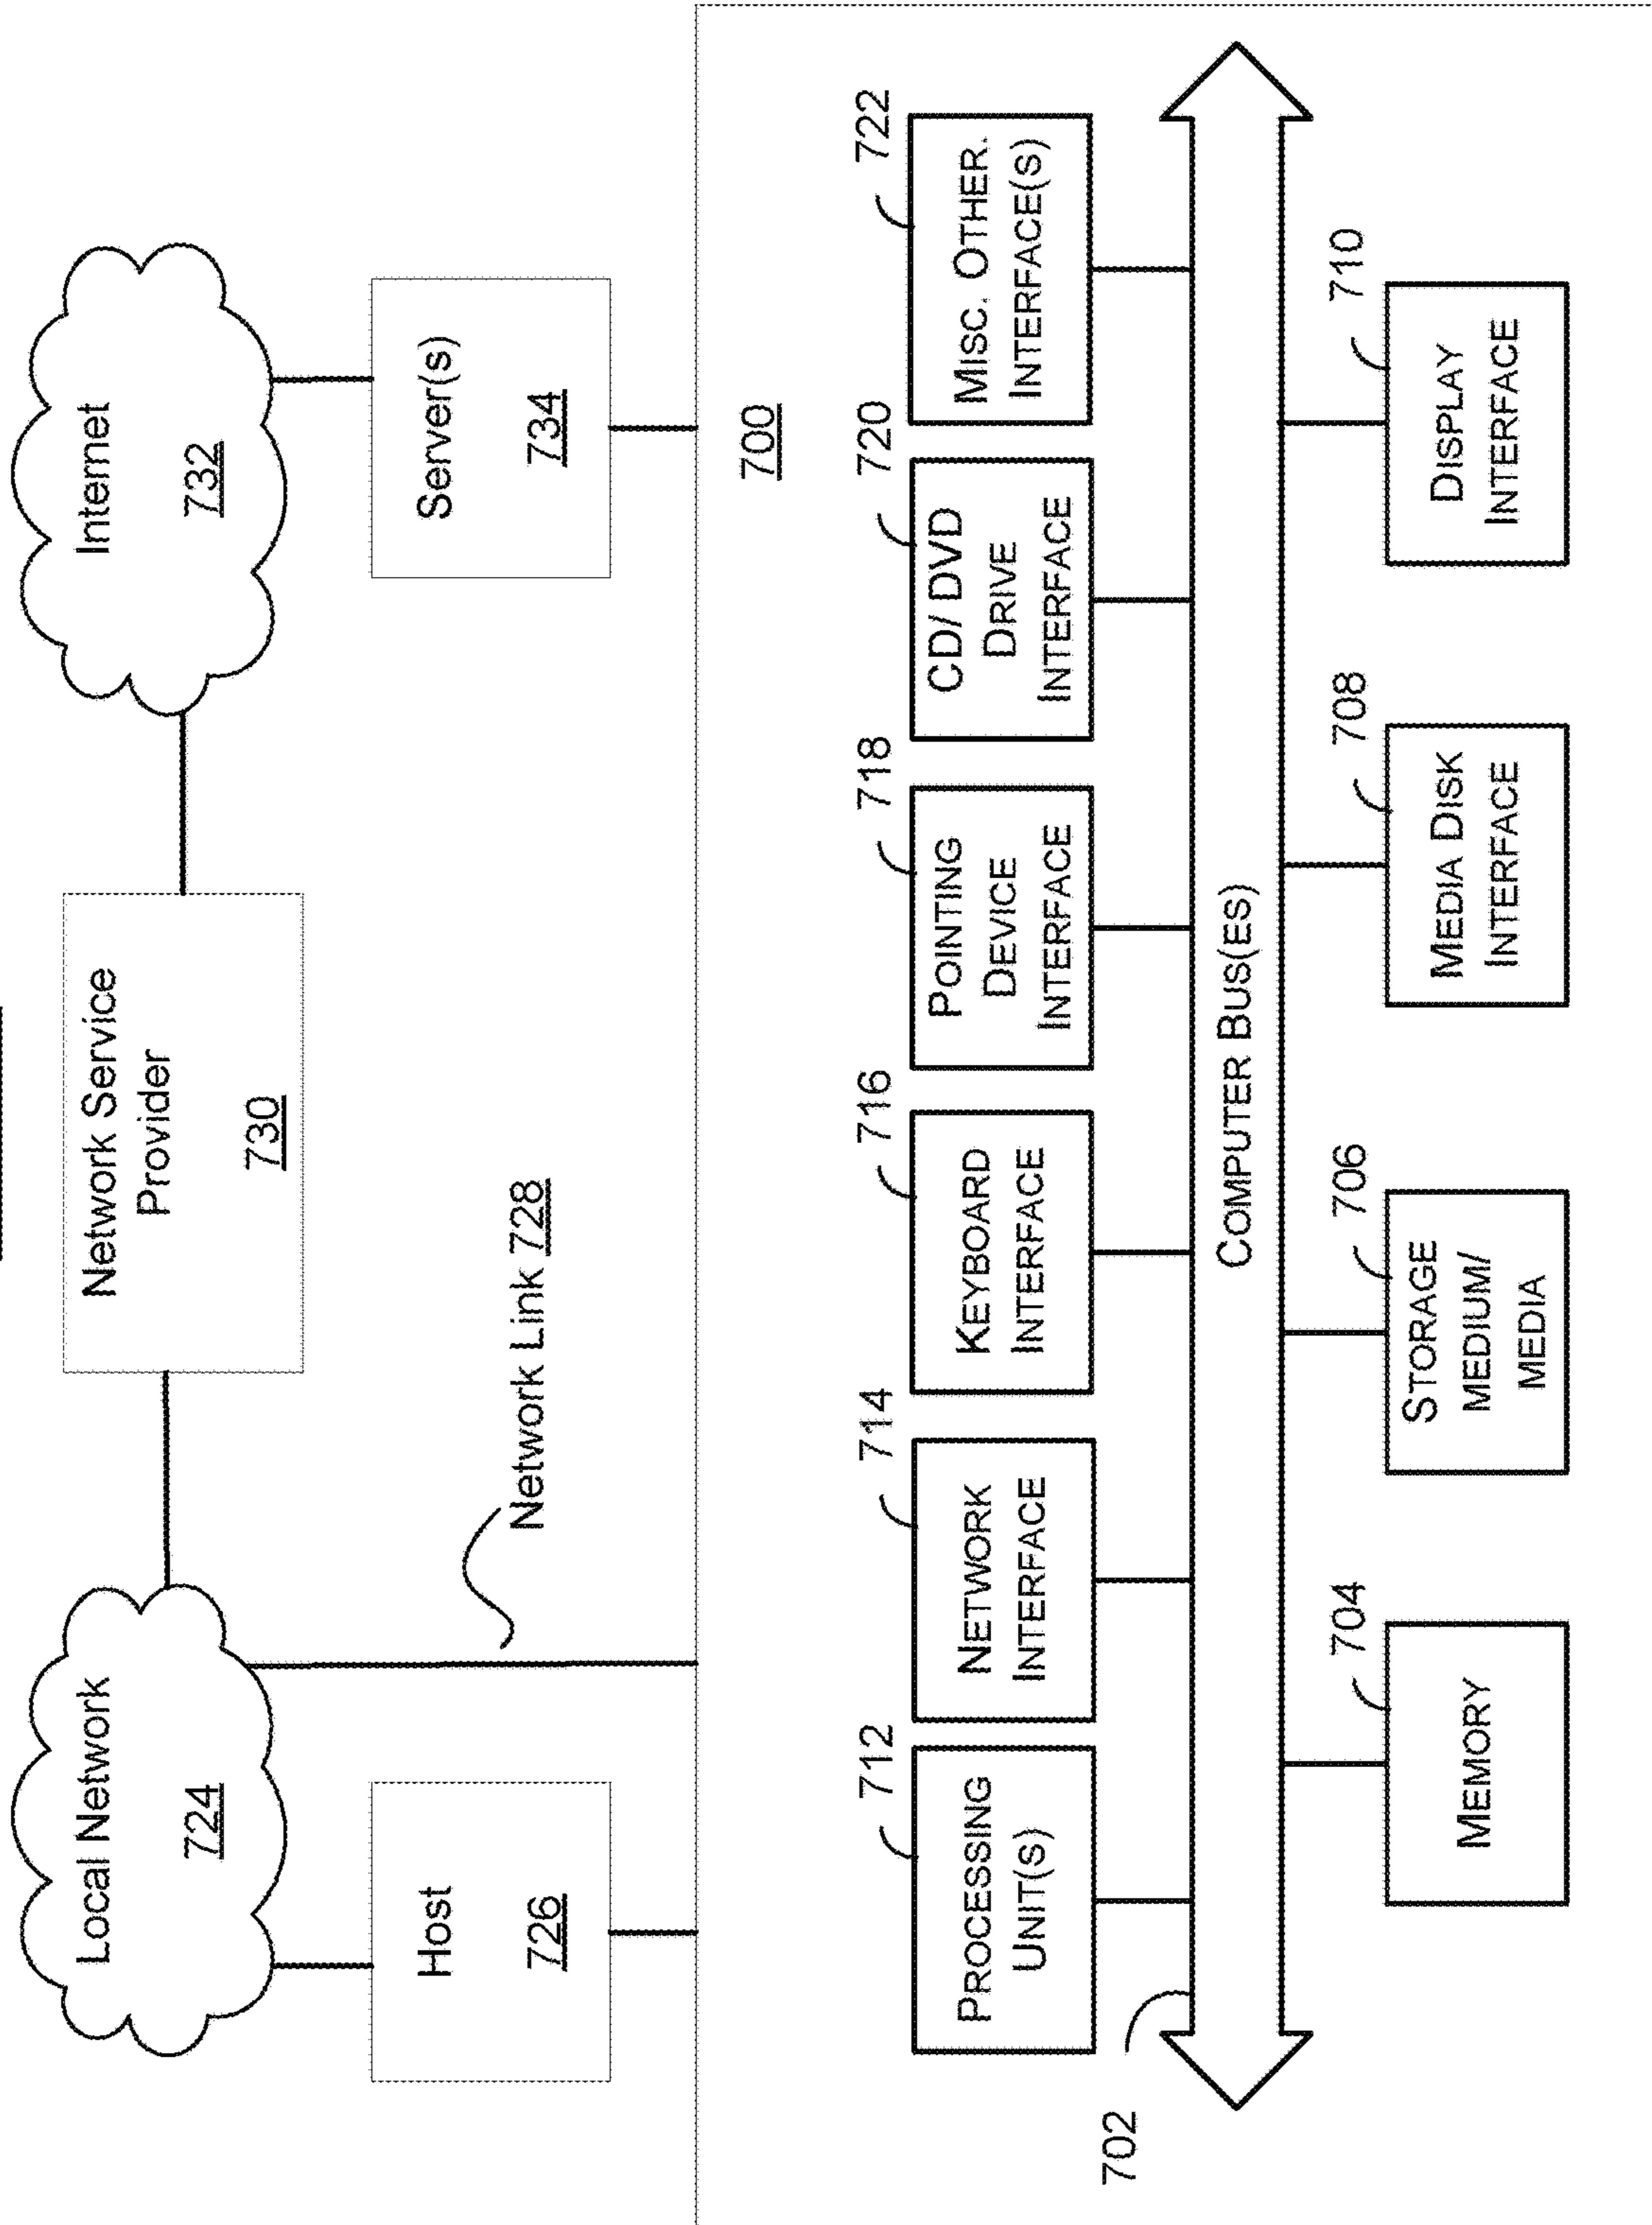 Local Network
724
Network Service
Provider
730
Internet
732
Host
726
Network Link 728
Server(s)
734
700
712
PROCESSING
UNIT(S)
714
NETWORK
INTERFACE
716
KEYBOARD
INTERFACE
718
POINTING
DEVICE
INTERFACE
720
CD/ DVD
DRIVE
INTERFACE
722
MISC. OTHER.
INTERFACE(S)
702
COMPUTER BUS(ES)
704
MEMORY
706
STORAGE
MEDIUM/
MEDIA
708
MEDIA DISK
INTERFACE
710
DISPLAY
INTERFACE